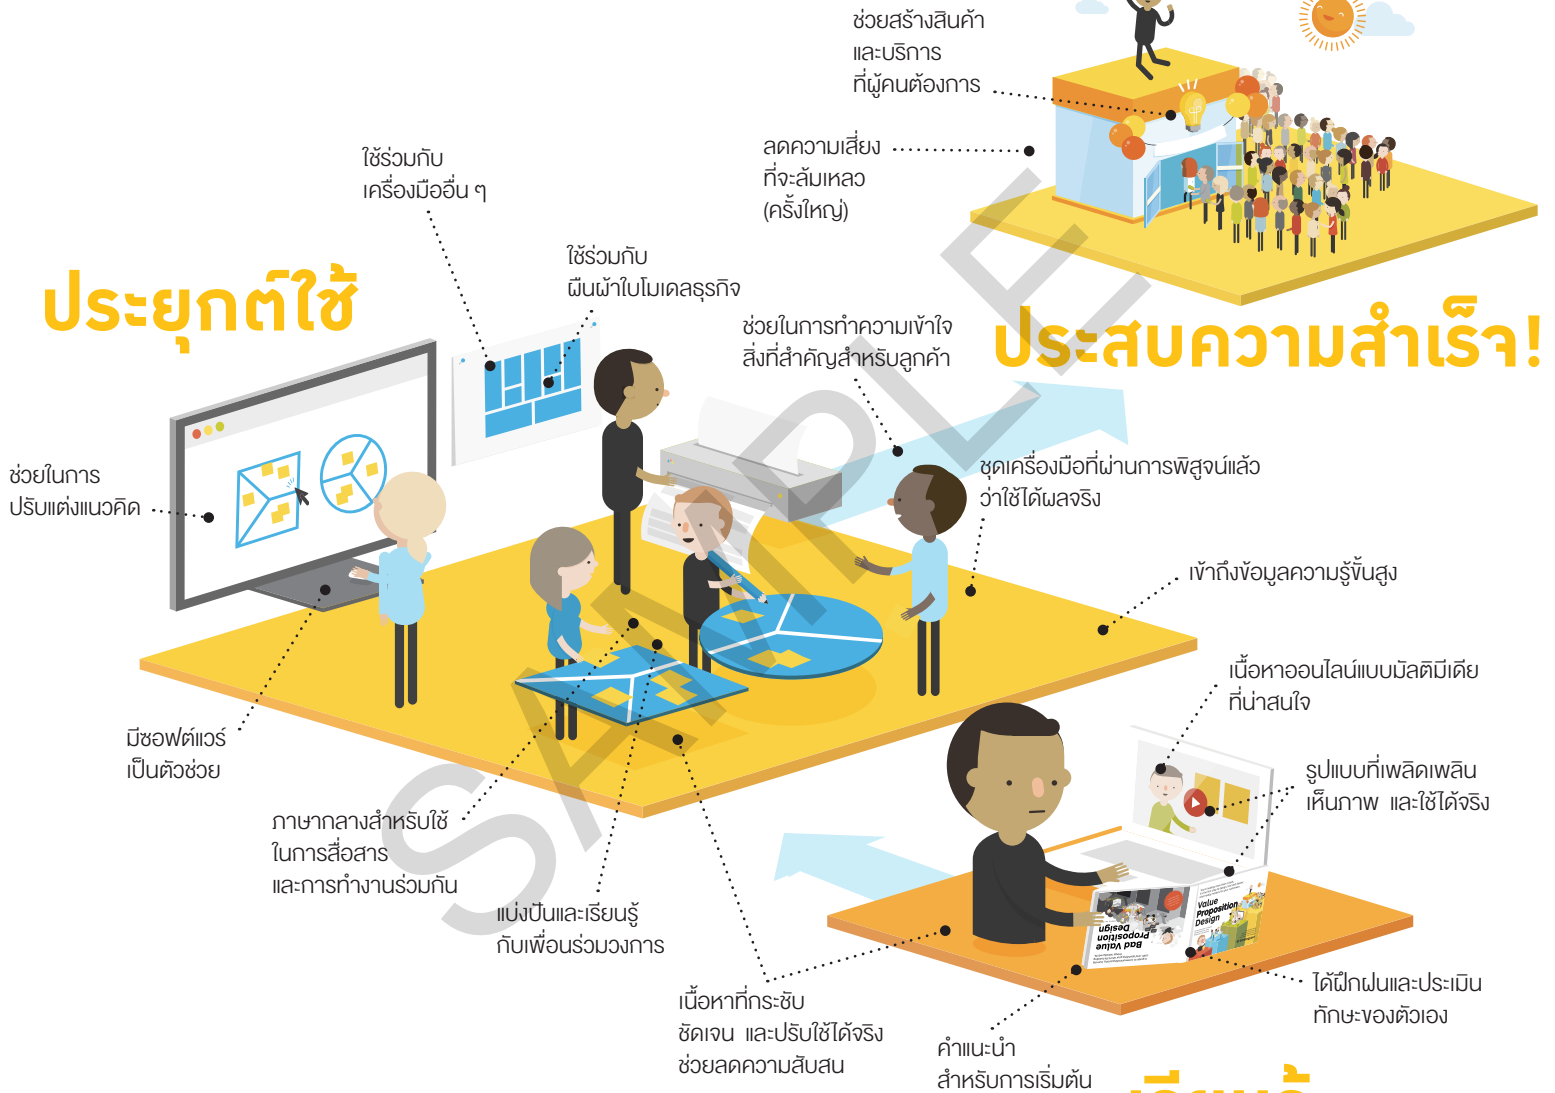 ช่วยสร้างสินค้า
และบริการ
ที่ผู้คนต้องการ
ลดความเสี่ยง
ที่จะล้มเหลว
(ครั้งใหญ่)
ใช้ร่วมกับ
เครื่องมืออื่น ๆ
ใช้ร่วมกับ
ผืนผ้าใบโมเดลธุรกิจ
ประยุกต์ใช้
ช่วยในการทำความเข้าใจ
สิ่งที่สำคัญสำหรับลูกค้า
ประสบความสำเร็จ!
ช่วยในการ
ปรับแต่งแนวคิด
ชุดเครื่องมือที่ผ่านการพิสูจน์แล้ว
ว่าใช้ได้ผลจริง
เข้าถึงข้อมูลความรู้ขั้นสูง
เนื้อหาออนไลน์แบบมัลติมีเดีย
ที่น่าสนใจ
มีซอฟต์แวร์
เป็นตัวช่วย
รูปแบบที่เพลิดเพลิน
เห็นภาพ และใช้ได้จริง
ภาษากลางสำหรับใช้
ในการสื่อสาร
และการทำงานร่วมกัน
แบ่งปันและเรียนรู้
กับเพื่อนร่วมวงการ
Value
Proposition
Design
Bad Value
Proposition
Design
ได้ฝึกฝนและประเมิน
ทักษะของตัวเอง
เนื้อหาที่กระชับ
ชัดเจน และปรับใช้ได้จริง
ช่วยลดความสับสน
คำแนะนำ
สำหรับการเริ่มต้น
SAMPLE